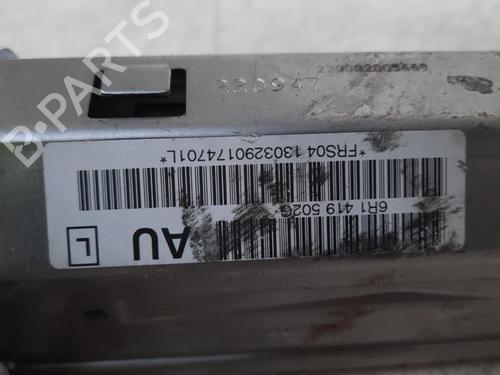 6R1 419 502G
AU
L
*FRS04 1303290174701L*
220947
B-PARTS